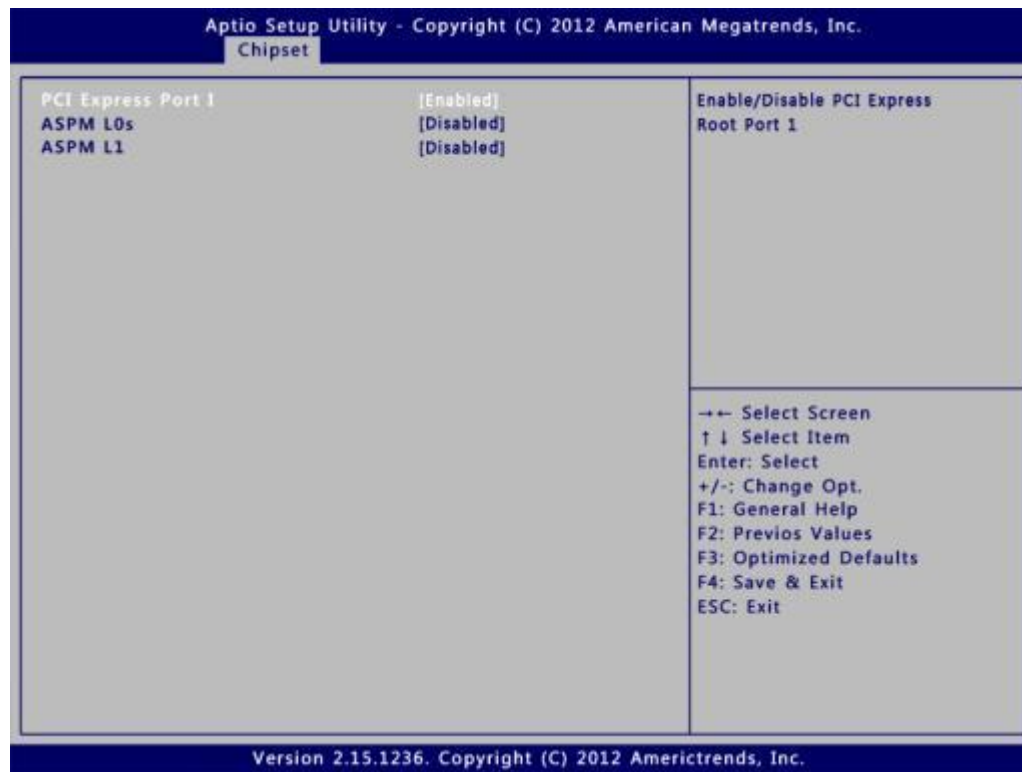 Aptio Setup Utility - Copyright (C) 2012 American Megatrends, Inc.
Chipset
PCI Express Port 1 [Enabled]
ASPM L0s [Disabled]
ASPM L1 [Disabled]
Enable/Disable PCI Express
Root Port 1
→← Select Screen
↑↓ Select Item
Enter: Select
+/-: Change Opt.
F1: General Help
F2: Previos Values
F3: Optimized Defaults
F4: Save & Exit
ESC: Exit
Version 2.15.1236. Copyright (C) 2012 Americtrends, Inc.